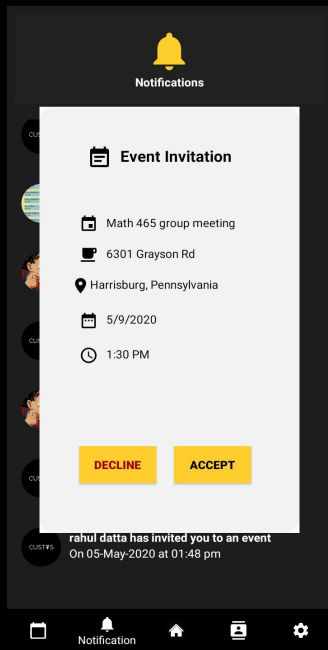 Notifications
Event Invitation
Math 465 group meeting
6301 Grayson Rd
Harrisburg, Pennsylvania
5/9/2020
1:30 PM
DECLINE
ACCEPT
rahul datta has invited you to an event
On 05-May-2020 at 01:48 pm
Notification